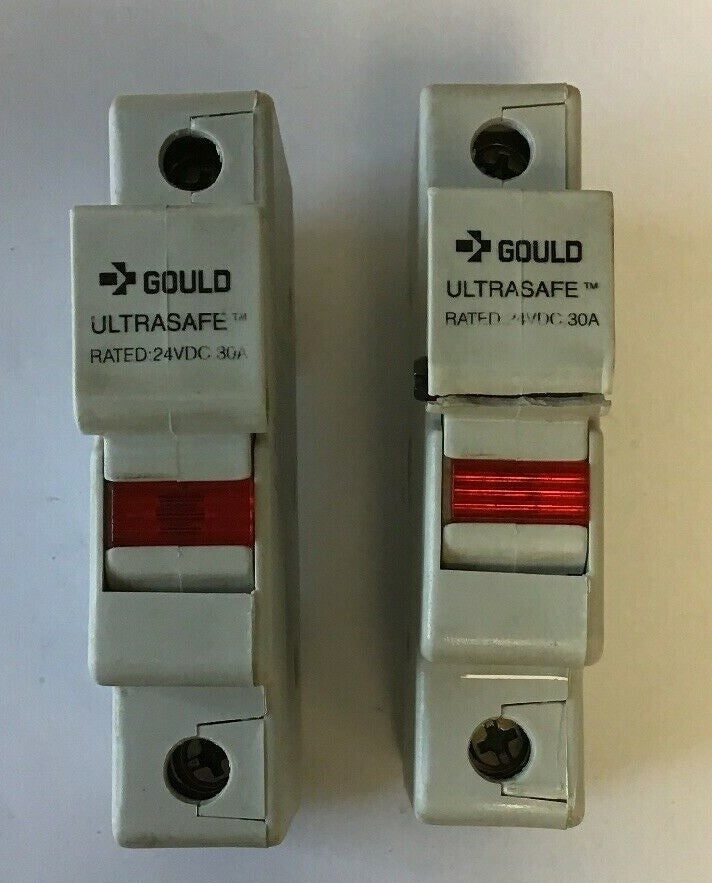 GOULD
ULTRASAFE™
RATED:24VDC 30A
GOULD
ULTRASAFE™
RATED 24VDC 30A